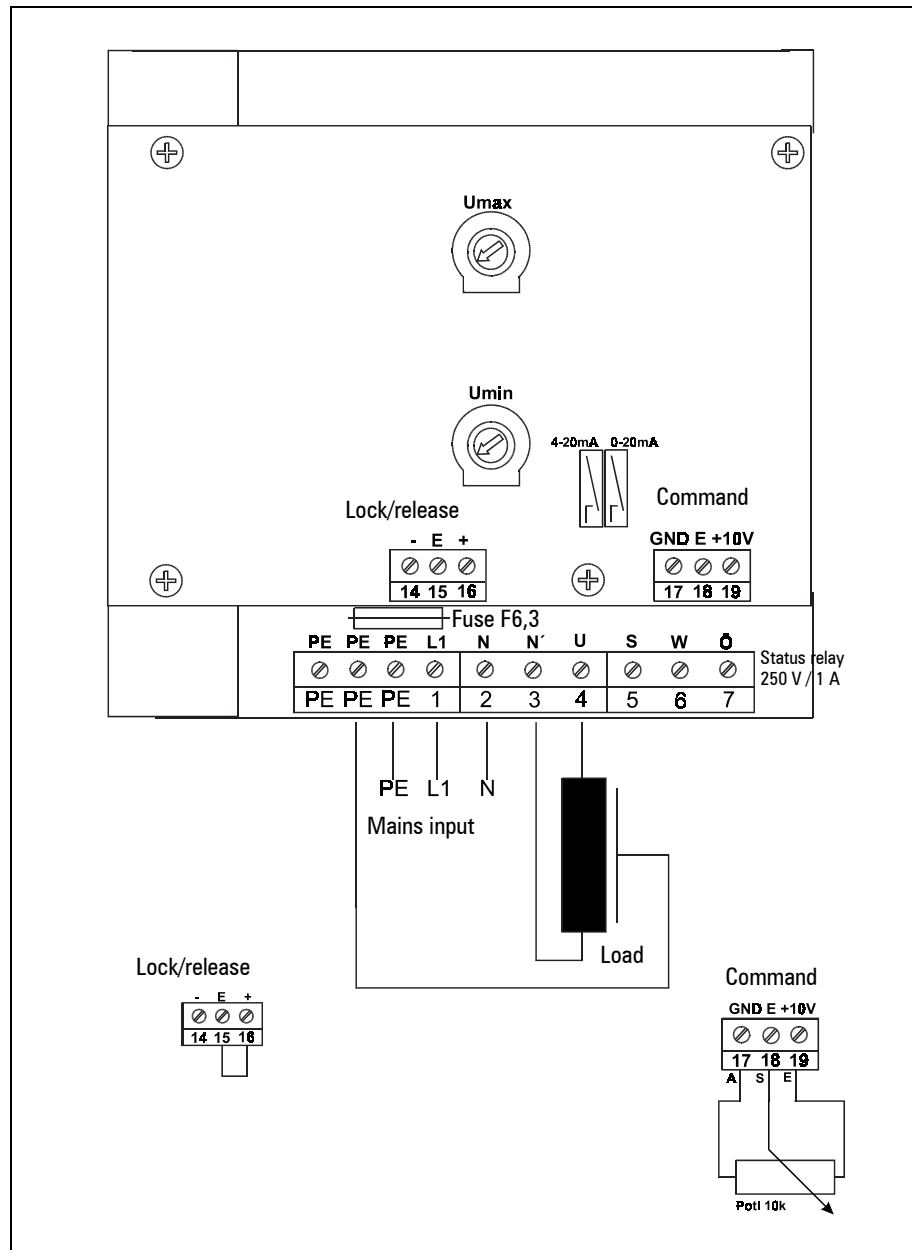 Umax
Umin
4-20mA 0-20mA
Lock/release
Command
- E +
GND E +10V
14 15 16
17 18 19
Fuse F6,3
PE PE PE L1 N N´ U S W Ö
Status relay
250 V / 1 A
PE PE PE 1 2 3 4 5 6 7
PE L1 N
Mains input
Load
Lock/release
- E +
14 15 16
Command
GND E +10V
17 18 19
A S E
Poti 10k